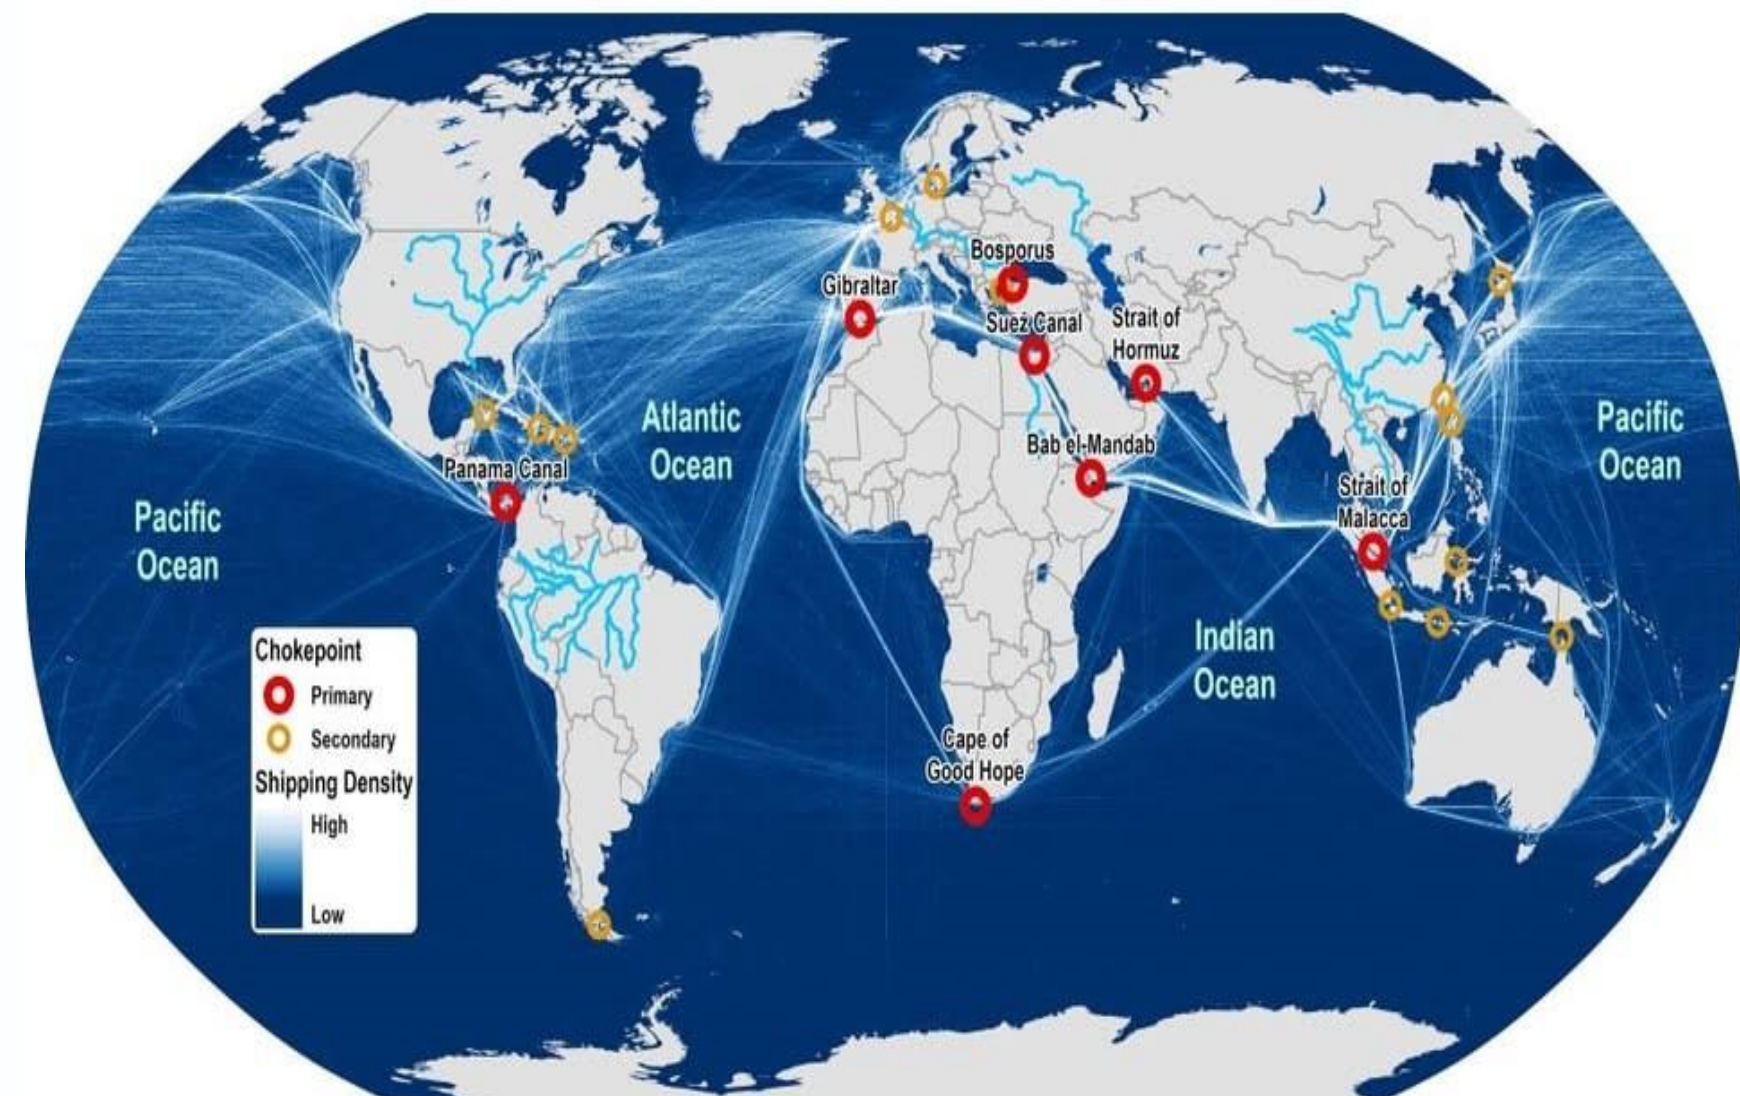 Bosporus
Gibraltar
Suez Canal
Strait of
Hormuz
Atlantic
Ocean
Pacific
Ocean
Bab el-Mandab
Panama Canal
Strait of
Malacca
Pacific
Ocean
Indian
Ocean
Cape of
Good Hope
Chokepoint
Primary
Secondary
Shipping Density
High
Low